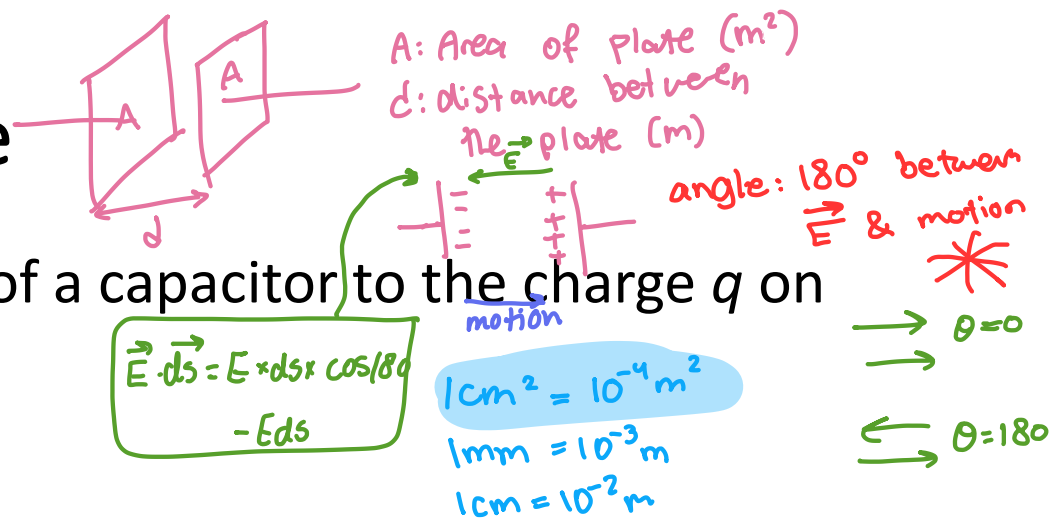 A: Area of plate (m²)
d: distance between
the plate (m)
A
A
d
E
- - - -
+ + + +
angle: 180° between
E & motion
of a capacitor to the charge q on
motion
θ=0
θ=180
E · ds = E × ds × cos180
- Eds
1cm² = 10⁻⁴ m²
1mm = 10⁻³ m
1cm = 10⁻² m